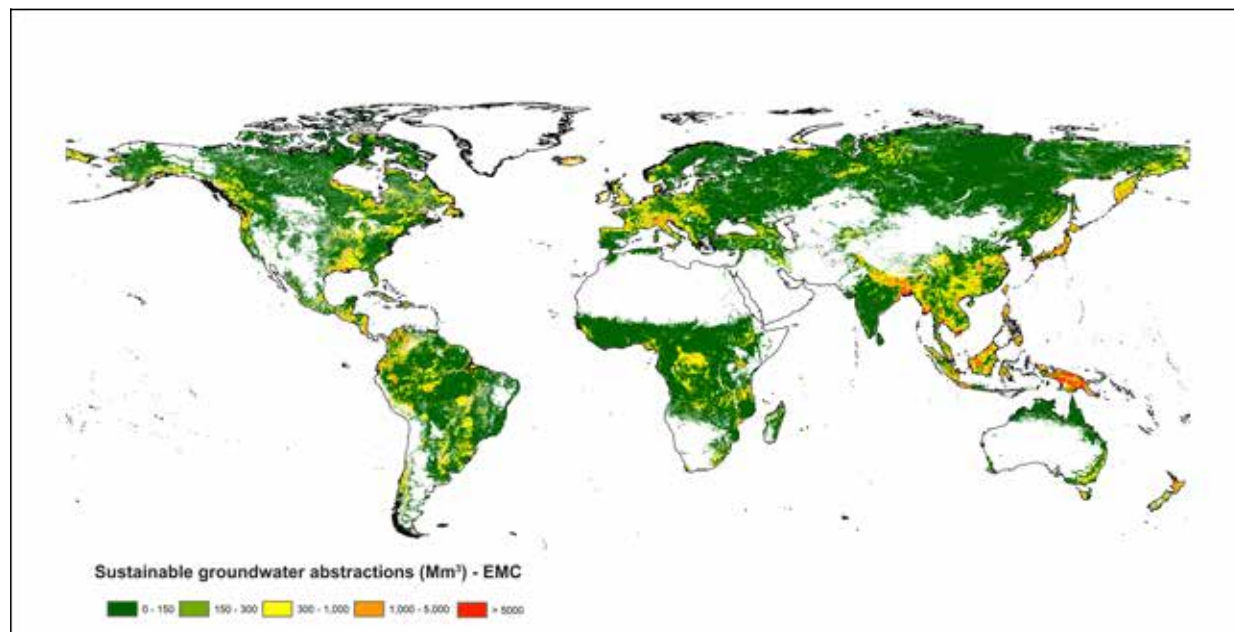 Sustainable groundwater abstractions (Mm³) - EMC
0 - 150 150 - 300 300 - 1,000 1,000 - 5,000 > 5000